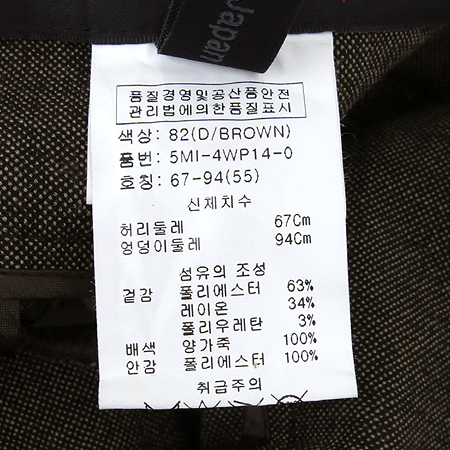 Japan
품질경영및공산품안전
관리법에의한품질표시
색상: 82(D/BROWN)
품번: 5MI-4WP14-0
호칭: 67-94(55)
신체치수
허리둘레 67Cm
엉덩이둘레 94Cm
섬유의 조성
겉감 폴리에스터 63%
레이온 34%
폴리우레탄 3%
배색 양가죽 100%
안감 폴리에스터 100%
취급주의